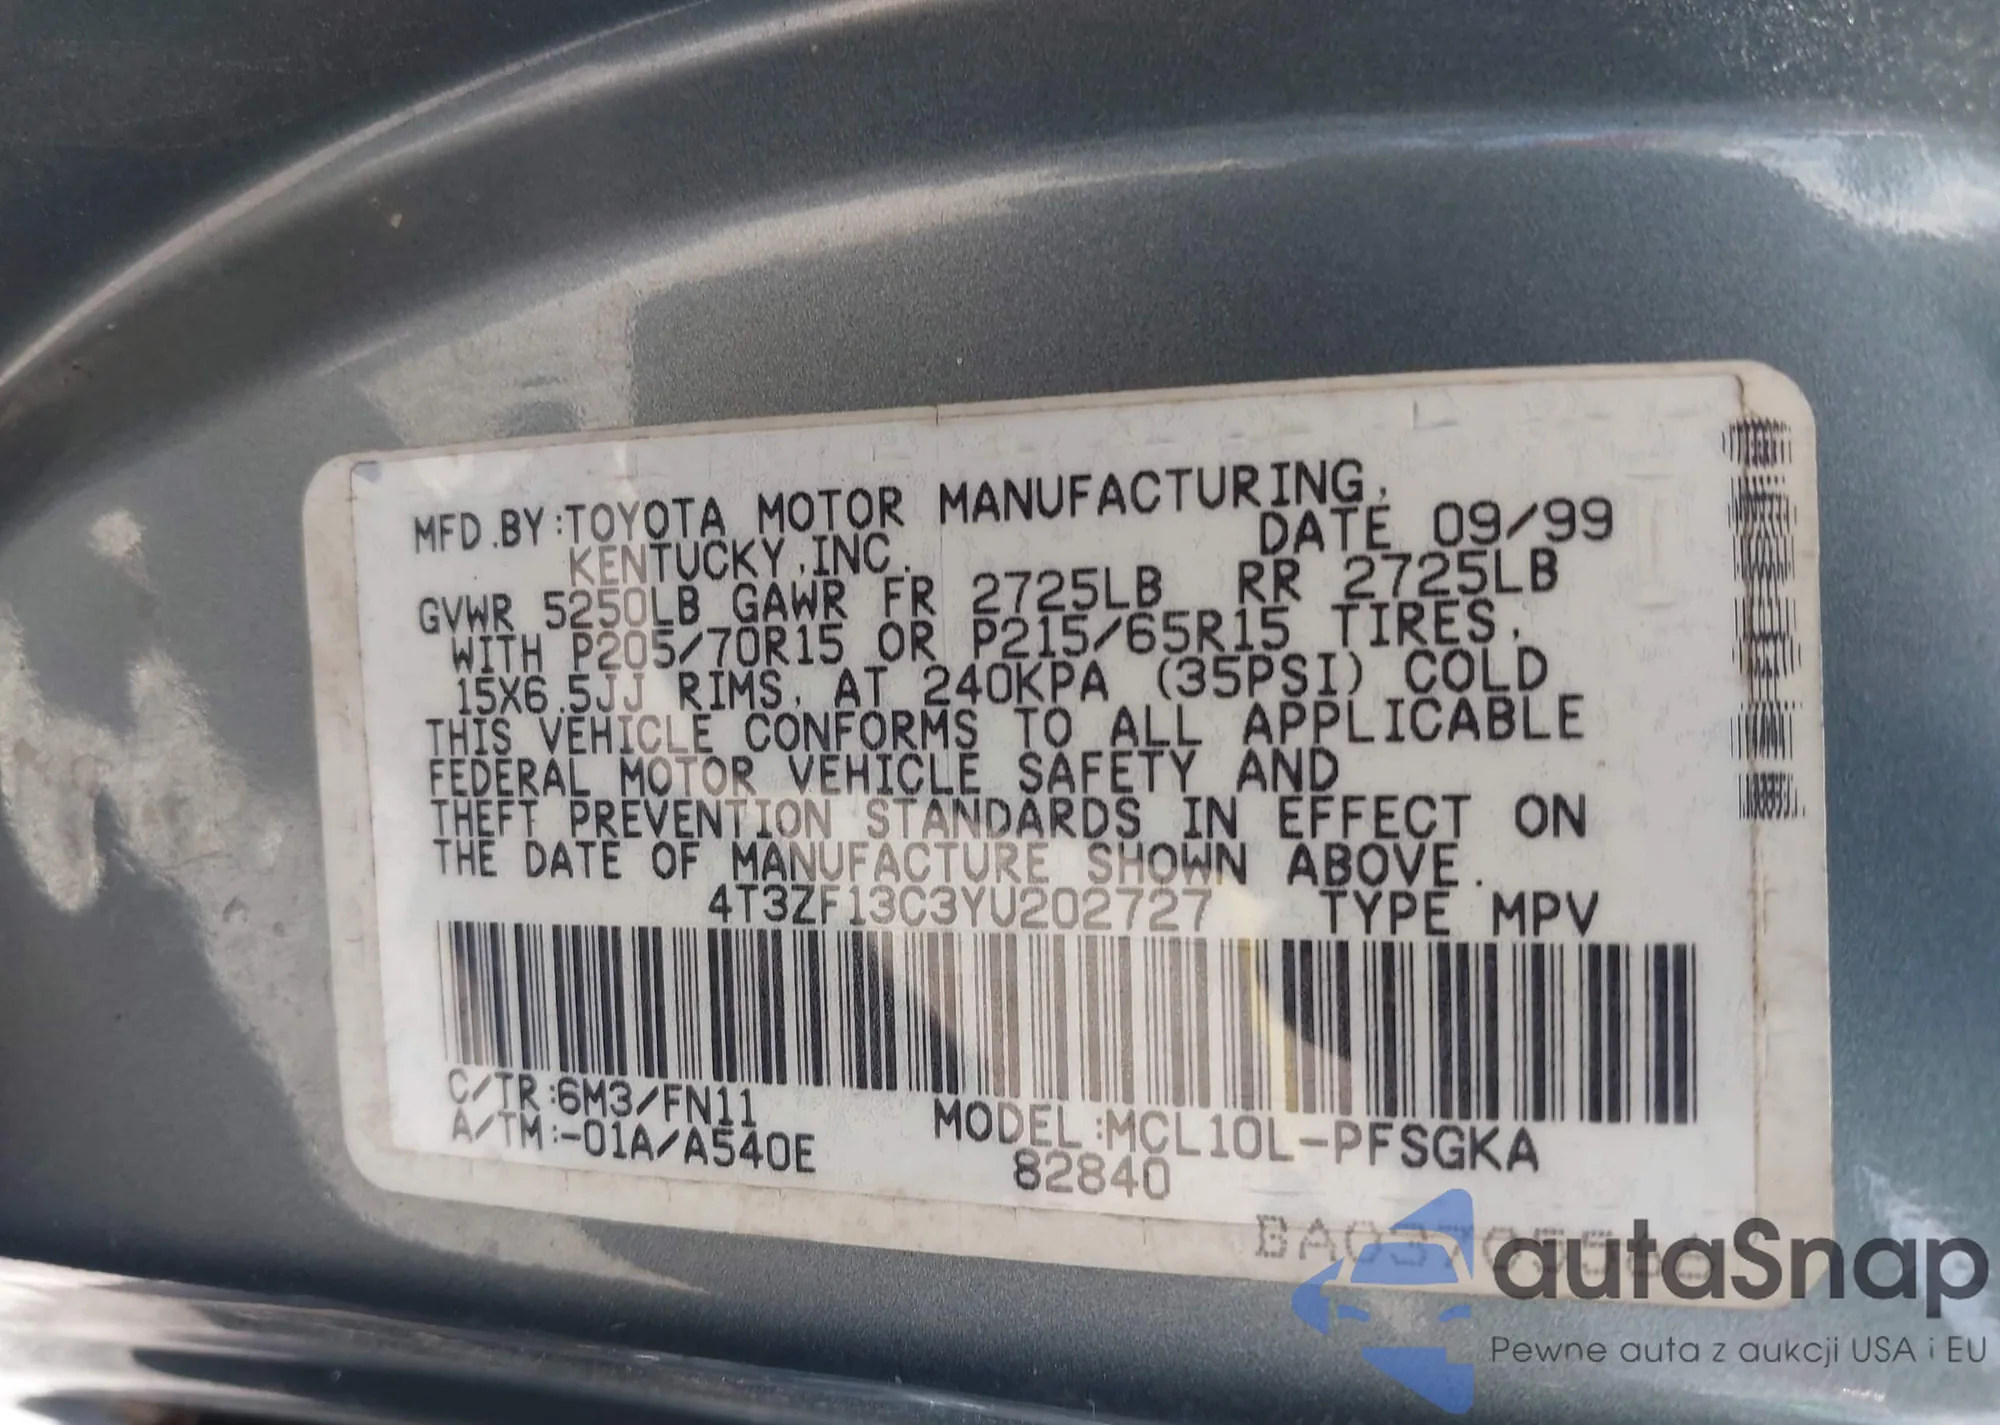 MFD.BY:TOYOTA MOTOR MANUFACTURING,
KENTUCKY,INC. DATE 09/99
GVWR 5250LB GAWR FR 2725LB RR 2725LB
WITH P205/70R15 OR P215/65R15 TIRES,
15X6.5JJ RIMS, AT 240KPA (35PSI) COLD
THIS VEHICLE CONFORMS TO ALL APPLICABLE
FEDERAL MOTOR VEHICLE SAFETY AND
THEFT PREVENTION STANDARDS IN EFFECT ON
THE DATE OF MANUFACTURE SHOWN ABOVE.
4T3ZF13C3YU202727 TYPE MPV
C/TR:6M3/FN11
A/TM:-01A/A540E
MODEL:MCL10L-PFSGKA
82840
autaSnap
Pewne auta z aukcji USA i EU